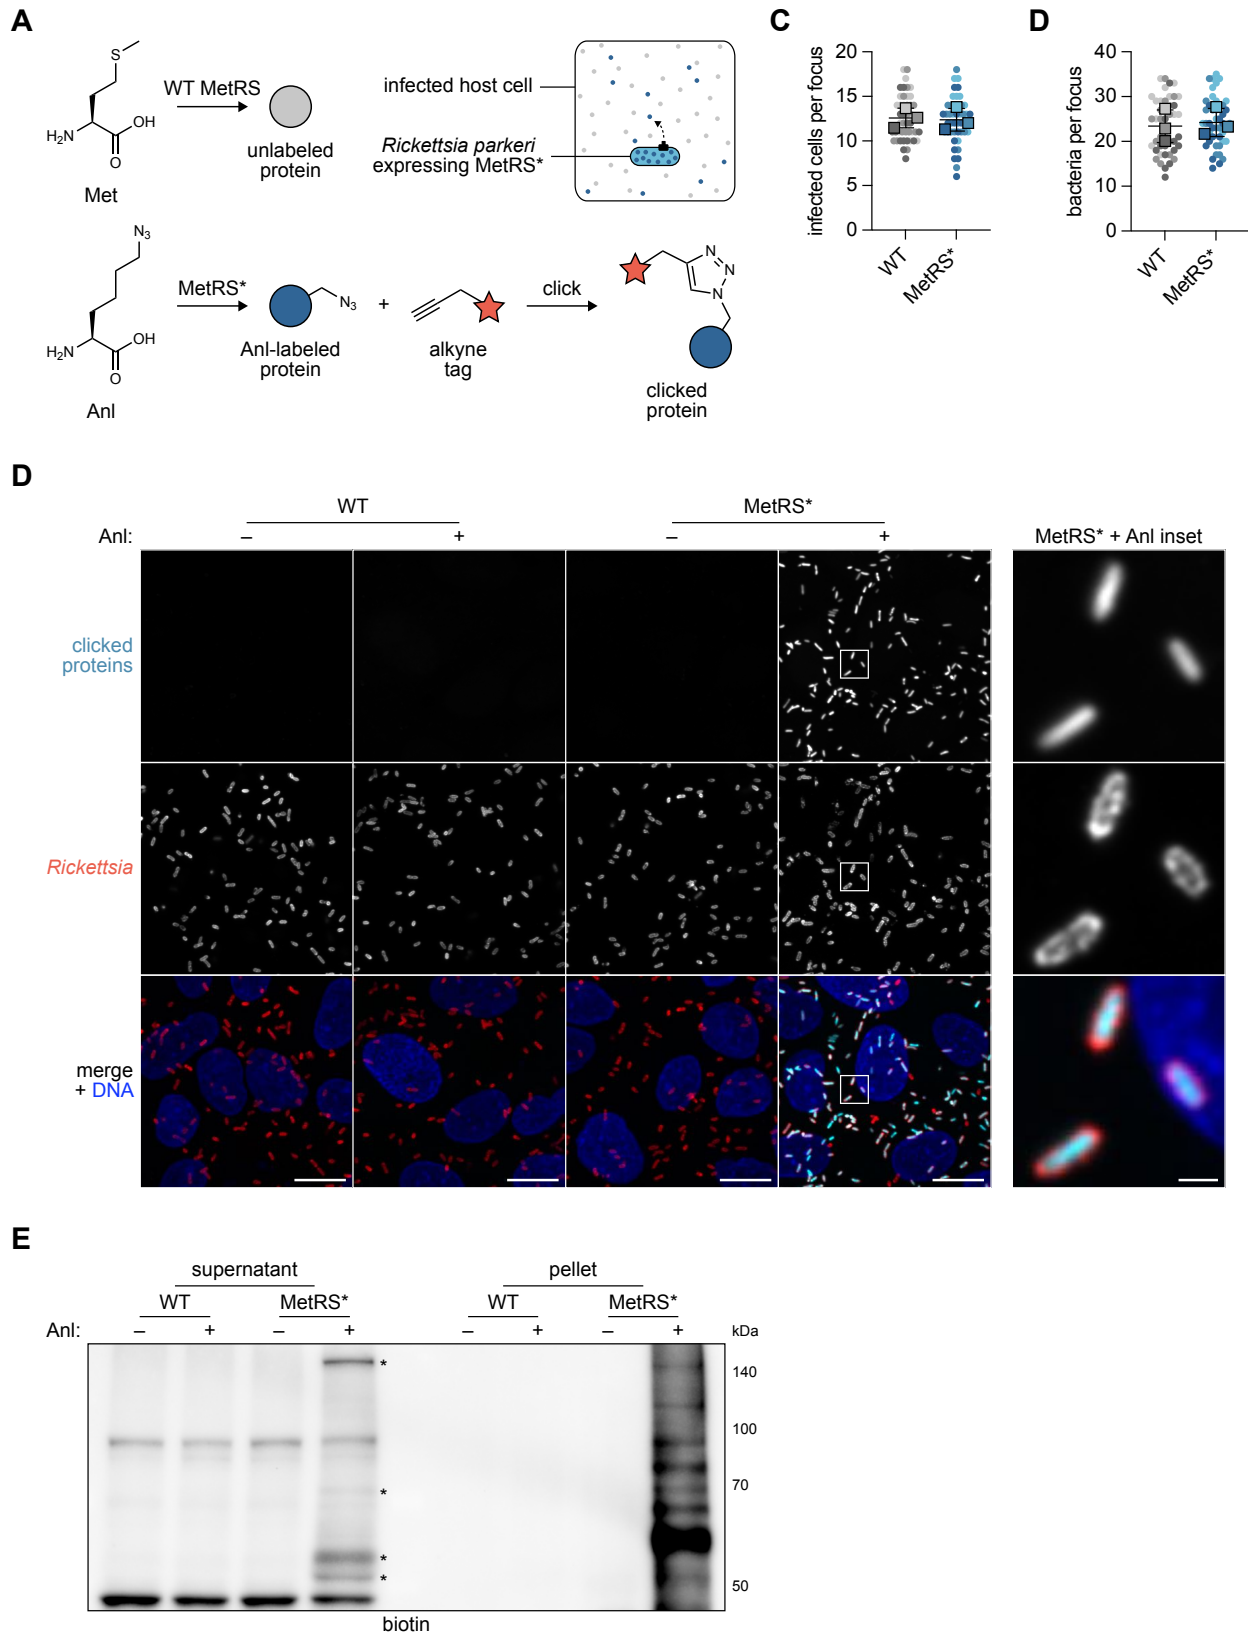 A
S
H₂N
OH
O
Met
WT MetRS
unlabeled
protein
infected host cell
Rickettsia parkeri
expressing MetRS*
N₃
H₂N
OH
O
Anl
MetRS*
N₃
Anl-labeled
protein
+
alkyne
tag
click
N
N
N
clicked
protein
C
infected cells per focus
20
15
10
5
0
WT
MetRS*
D
bacteria per focus
40
30
20
10
0
WT
MetRS*
D
WT
MetRS*
Anl:
–
+
–
+
MetRS* + Anl inset
clicked
proteins
Rickettsia
merge
+ DNA
E
supernatant
pellet
WT
MetRS*
WT
MetRS*
Anl:
–
+
–
+
–
+
–
+
kDa
140
100
70
50
*
*
*
*
biotin